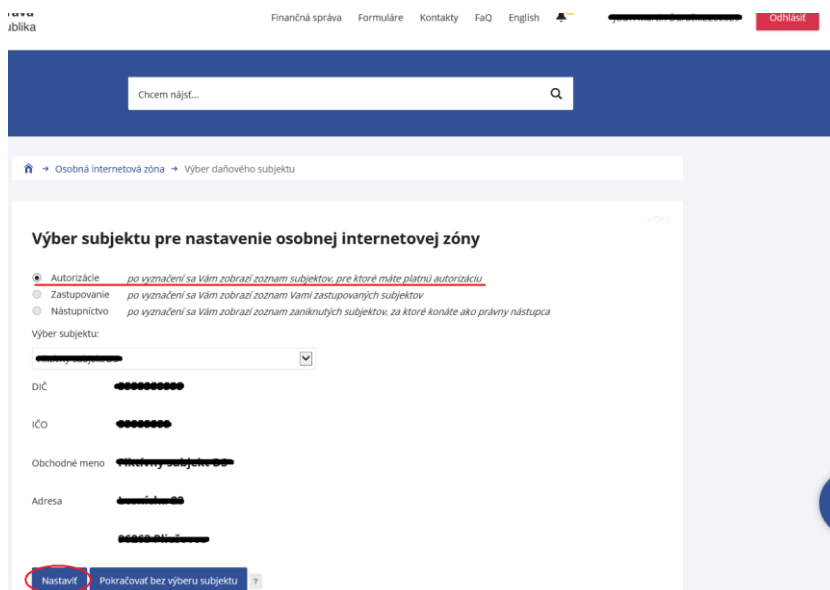 ublika
Finančná správa Formuláre Kontakty FaQ English Odhlásiť
Chcem nájsť...
Osobná internetová zóna → Výber daňového subjektu
eIDAS
Výber subjektu pre nastavenie osobnej internetovej zóny
Autorizácie po vyznačení sa Vám zobrazí zoznam subjektov, pre ktoré máte platnú autorizáciu
Zastupovanie po vyznačení sa Vám zobrazí zoznam Vami zastupovaných subjektov
Nástupníctvo po vyznačení sa Vám zobrazí zoznam zaniknutých subjektov, za ktoré konáte ako právny nástupca
Výber subjektu:
DIČ
IČO
Obchodné meno
Adresa
Nastaviť Pokračovať bez výberu subjektu ?